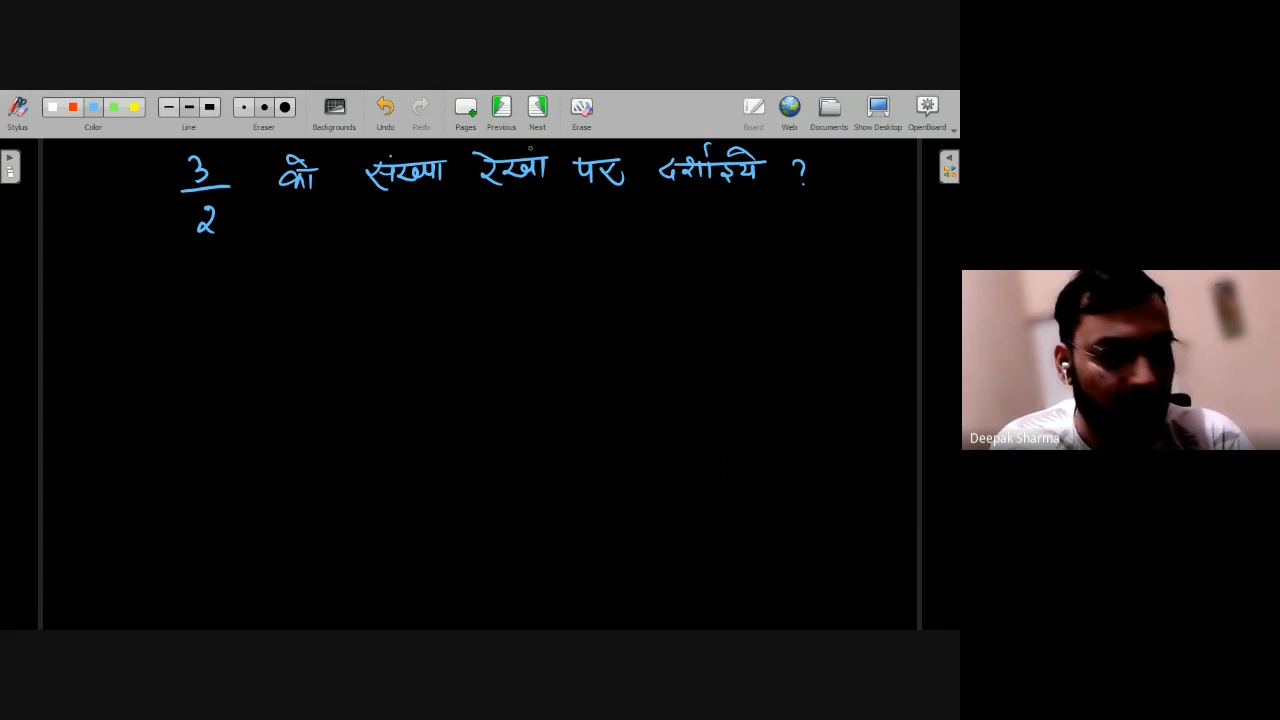 Stylus Color Line Eraser Backgrounds Undo Redo Pages Previous Next Erase Board Web Documents Show Desktop OpenBoard
3/2 को संख्या रेखा पर दर्शाइये ?
Deepak Sharma